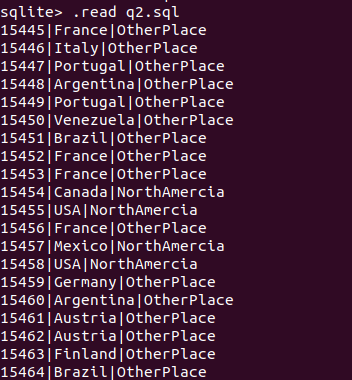 sqlite> .read q2.sql
15445|France|OtherPlace
15446|Italy|OtherPlace
15447|Portugal|OtherPlace
15448|Argentina|OtherPlace
15449|Portugal|OtherPlace
15450|Venezuela|OtherPlace
15451|Brazil|OtherPlace
15452|France|OtherPlace
15453|France|OtherPlace
15454|Canada|NorthAmercia
15455|USA|NorthAmercia
15456|France|OtherPlace
15457|Mexico|NorthAmercia
15458|USA|NorthAmercia
15459|Germany|OtherPlace
15460|Argentina|OtherPlace
15461|Austria|OtherPlace
15462|Austria|OtherPlace
15463|Finland|OtherPlace
15464|Brazil|OtherPlace